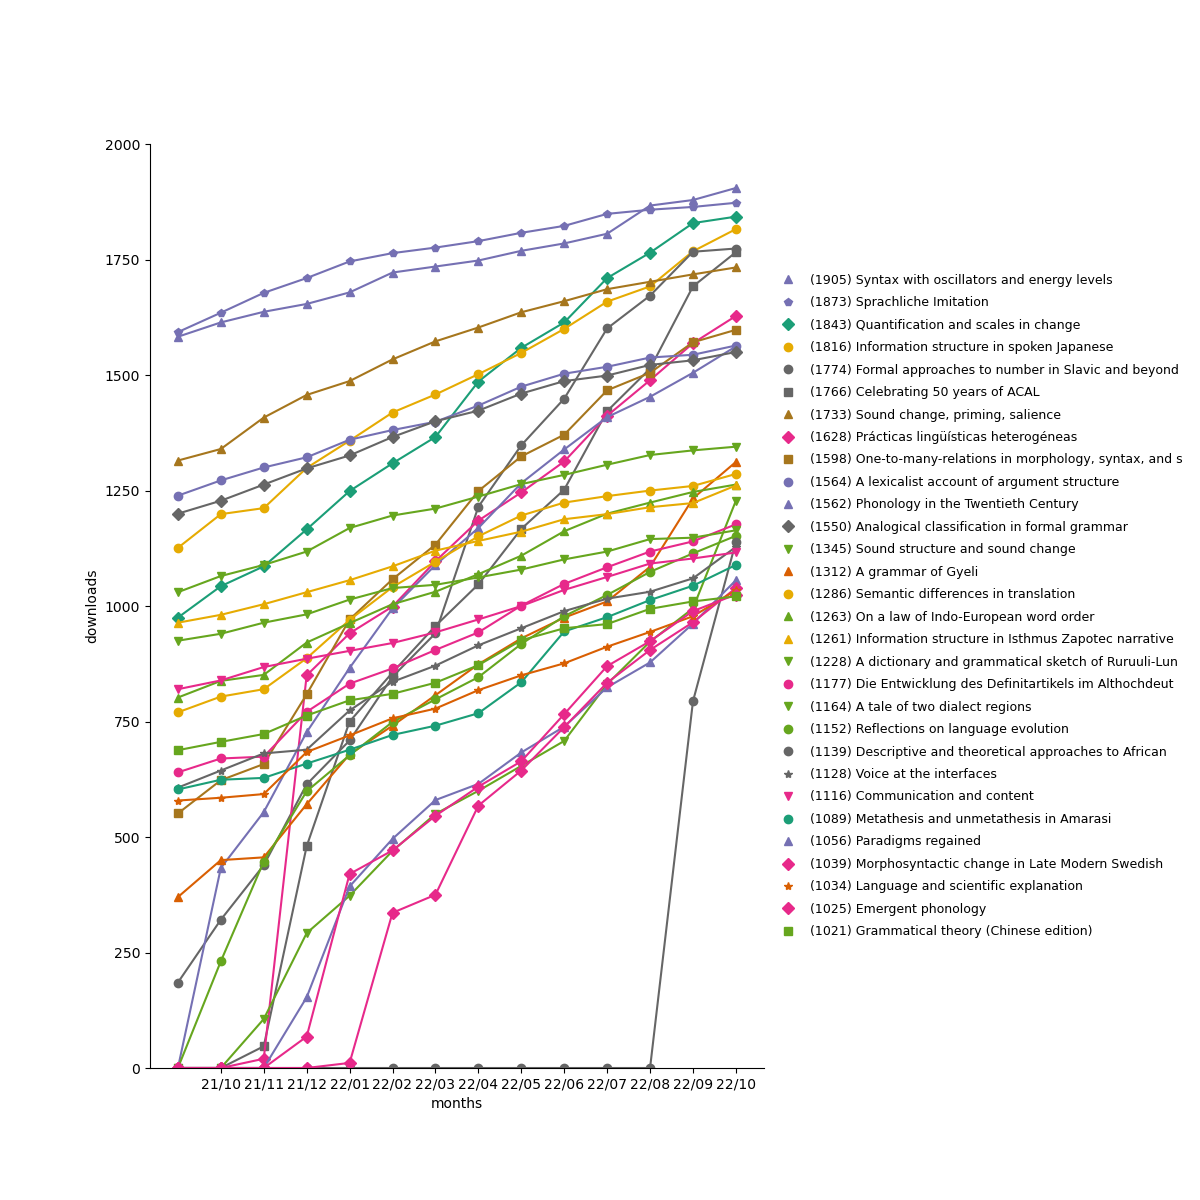 2000
1750
1500
1250
1000
750
500
250
0
downloads
21/10 21/11 21/12 22/01 22/02 22/03 22/04 22/05 22/06 22/07 22/08 22/09 22/10
months
(1905) Syntax with oscillators and energy levels
(1873) Sprachliche Imitation
(1843) Quantification and scales in change
(1816) Information structure in spoken Japanese
(1774) Formal approaches to number in Slavic and beyond
(1766) Celebrating 50 years of ACAL
(1733) Sound change, priming, salience
(1628) Prácticas lingüísticas heterogéneas
(1598) One-to-many-relations in morphology, syntax, and s
(1564) A lexicalist account of argument structure
(1562) Phonology in the Twentieth Century
(1550) Analogical classification in formal grammar
(1345) Sound structure and sound change
(1312) A grammar of Gyeli
(1286) Semantic differences in translation
(1263) On a law of Indo-European word order
(1261) Information structure in Isthmus Zapotec narrative
(1228) A dictionary and grammatical sketch of Ruruuli-Lun
(1177) Die Entwicklung des Definitartikels im Althochdeut
(1164) A tale of two dialect regions
(1152) Reflections on language evolution
(1139) Descriptive and theoretical approaches to African
(1128) Voice at the interfaces
(1116) Communication and content
(1089) Metathesis and unmetathesis in Amarasi
(1056) Paradigms regained
(1039) Morphosyntactic change in Late Modern Swedish
(1034) Language and scientific explanation
(1025) Emergent phonology
(1021) Grammatical theory (Chinese edition)